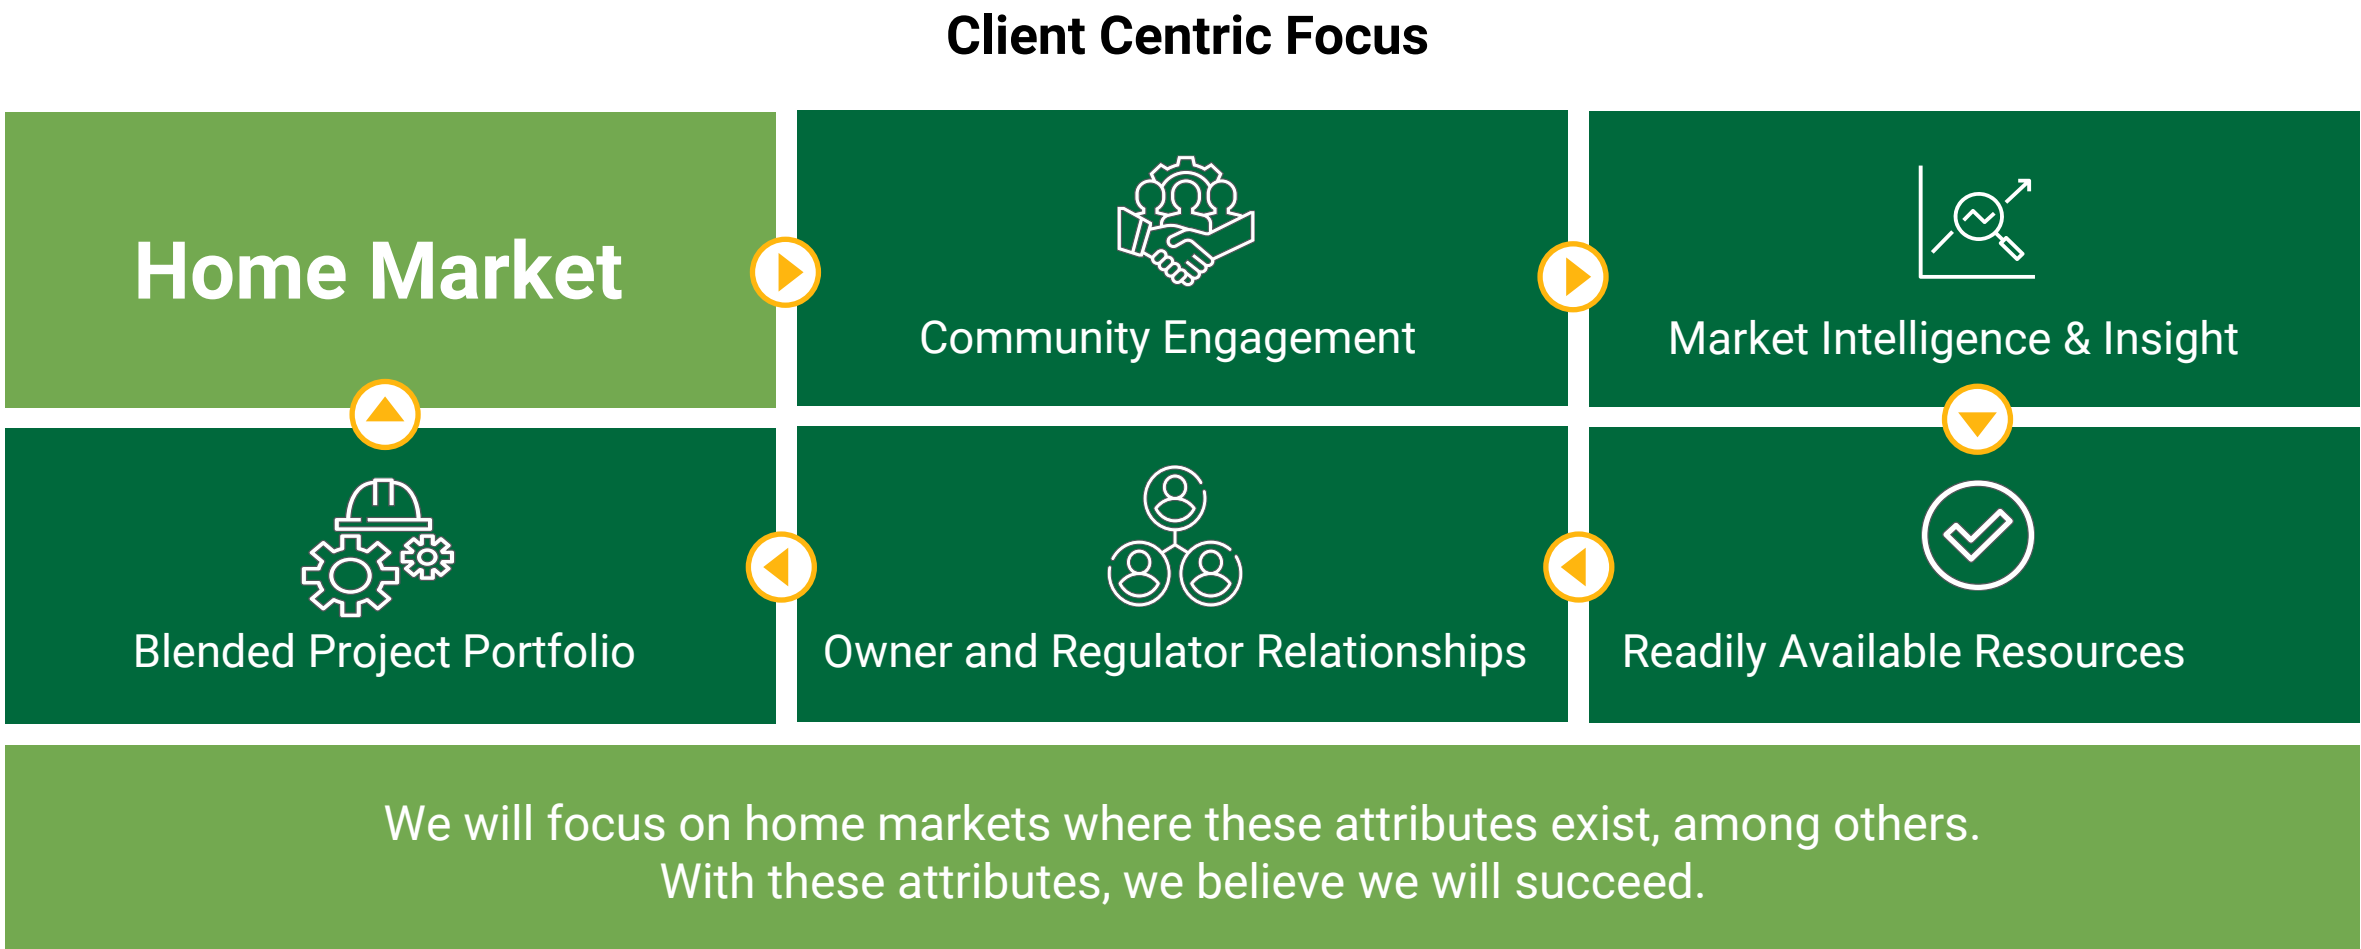 Client Centric Focus
Home Market
Community Engagement
Market Intelligence & Insight
Blended Project Portfolio
Owner and Regulator Relationships
Readily Available Resources
We will focus on home markets where these attributes exist, among others.
With these attributes, we believe we will succeed.